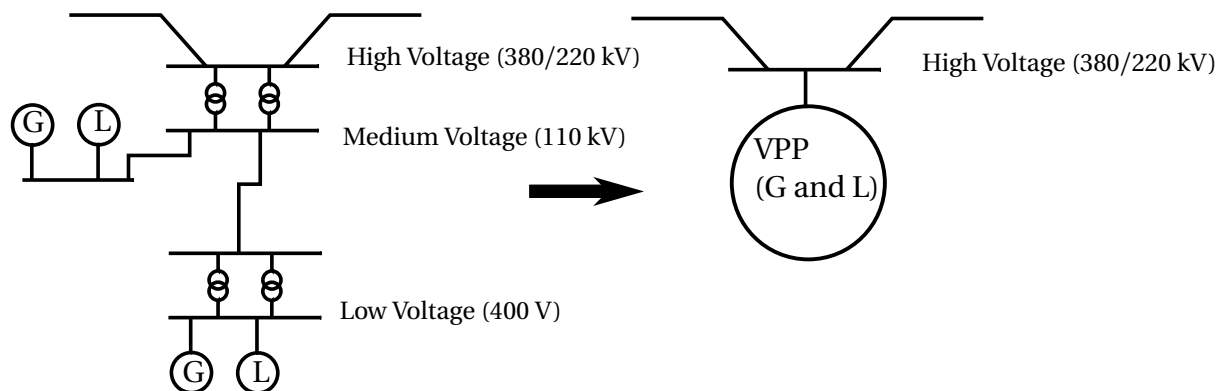 High Voltage (380/220 kV)
G
L
Medium Voltage (110 kV)
Low Voltage (400 V)
G
L
High Voltage (380/220 kV)
VPP
(G and L)